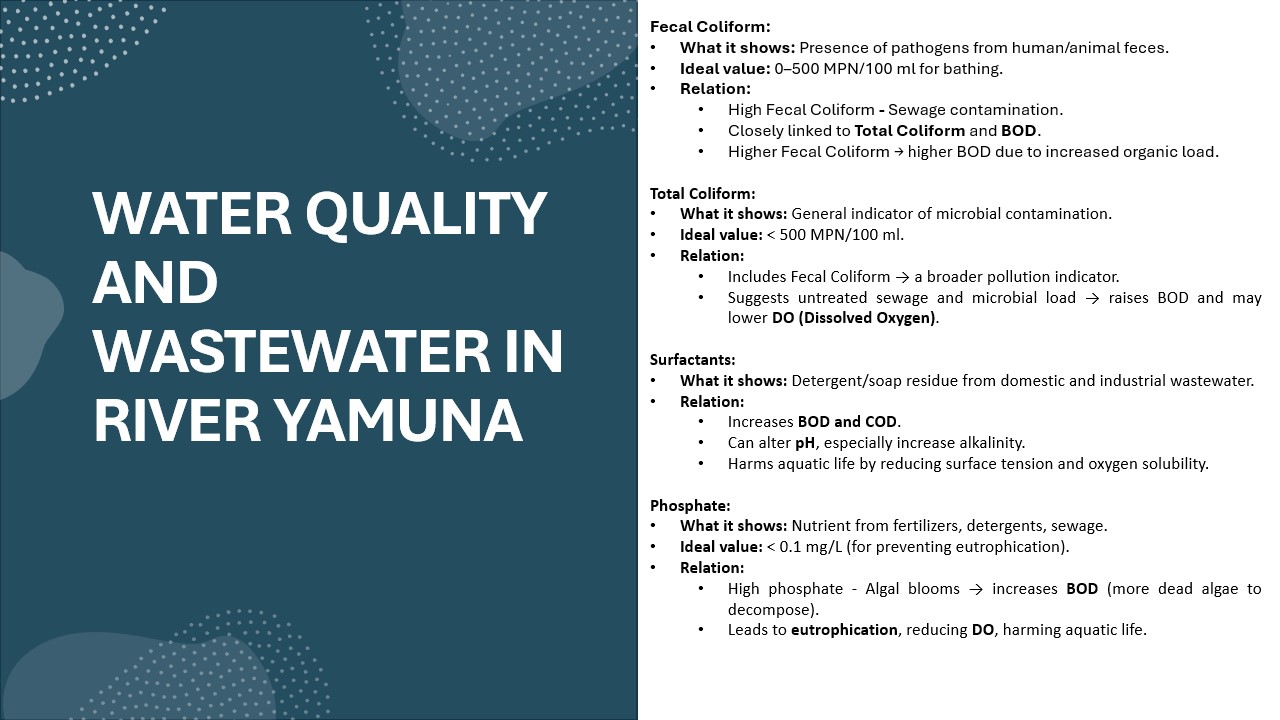 WATER QUALITY
AND
WASTEWATER IN
RIVER YAMUNA
Fecal Coliform:
• What it shows: Presence of pathogens from human/animal feces.
• Ideal value: 0–500 MPN/100 ml for bathing.
• Relation:
• High Fecal Coliform - Sewage contamination.
• Closely linked to Total Coliform and BOD.
• Higher Fecal Coliform → higher BOD due to increased organic load.
Total Coliform:
• What it shows: General indicator of microbial contamination.
• Ideal value: < 500 MPN/100 ml.
• Relation:
• Includes Fecal Coliform → a broader pollution indicator.
• Suggests untreated sewage and microbial load → raises BOD and may
lower DO (Dissolved Oxygen).
Surfactants:
• What it shows: Detergent/soap residue from domestic and industrial wastewater.
• Relation:
• Increases BOD and COD.
• Can alter pH, especially increase alkalinity.
• Harms aquatic life by reducing surface tension and oxygen solubility.
Phosphate:
• What it shows: Nutrient from fertilizers, detergents, sewage.
• Ideal value: < 0.1 mg/L (for preventing eutrophication).
• Relation:
• High phosphate - Algal blooms → increases BOD (more dead algae to
decompose).
• Leads to eutrophication, reducing DO, harming aquatic life.